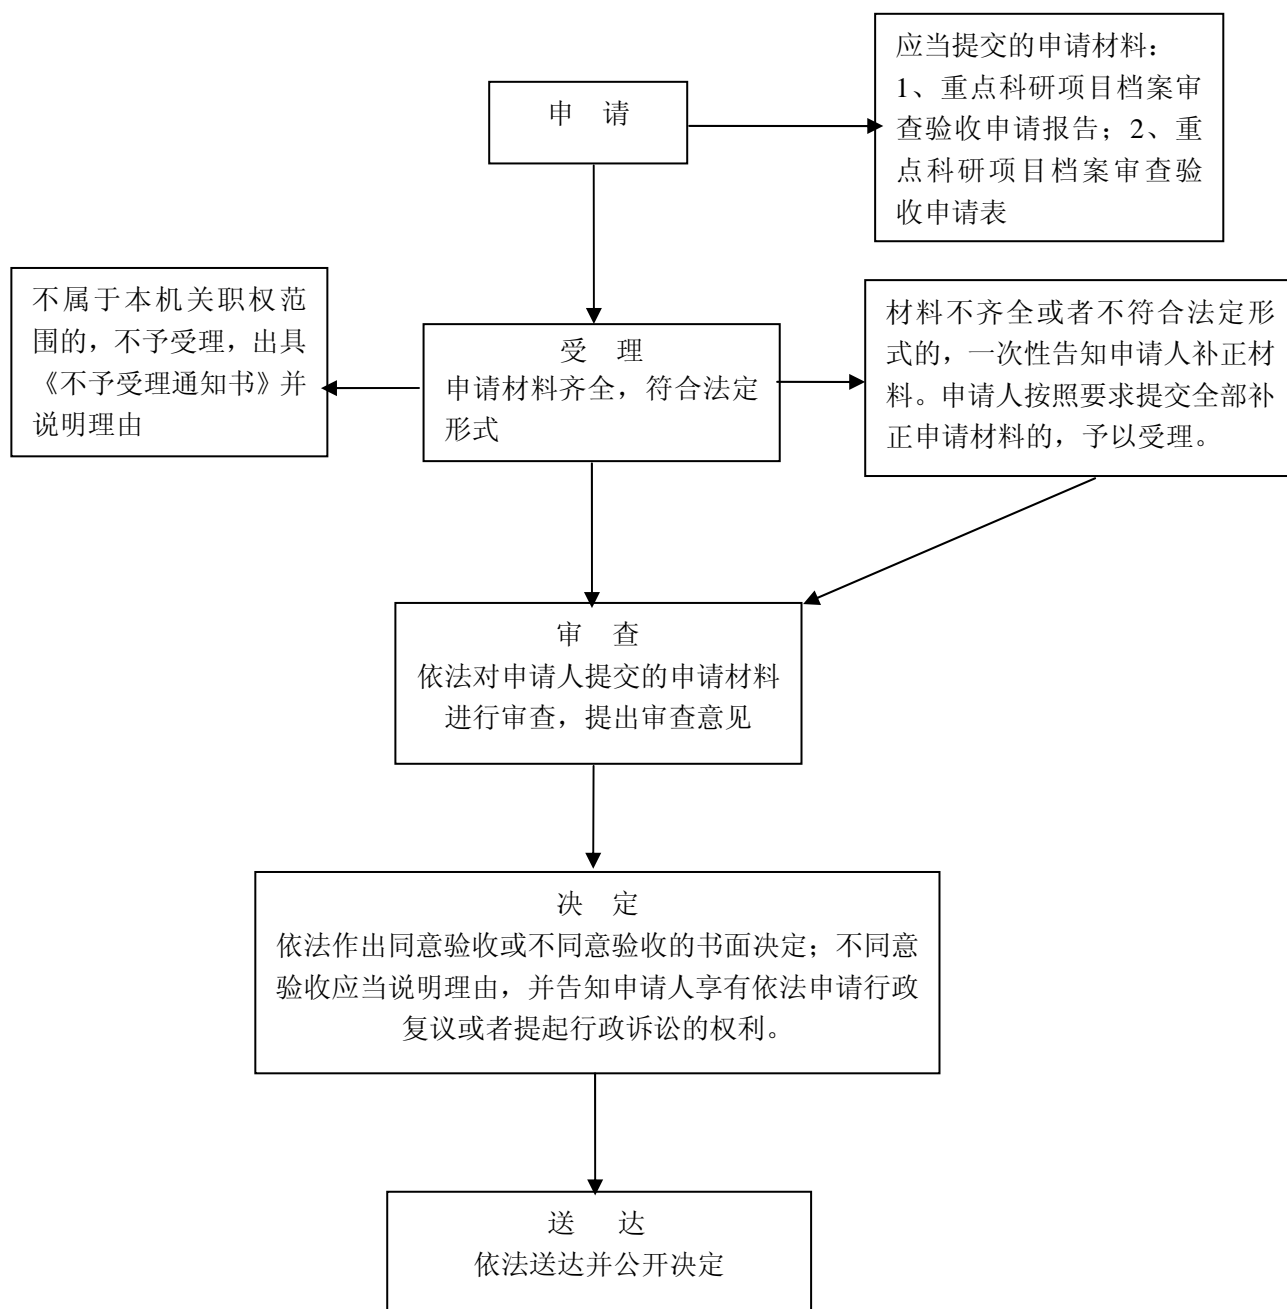 申 请
应当提交的申请材料：
1、重点科研项目档案审
查验收申请报告；2、重
点科研项目档案审查验
收申请表
不属于本机关职权范
围的，不予受理，出具
《不予受理通知书》并
说明理由
受 理
申请材料齐全，符合法定
形式
材料不齐全或者不符合法定形
式的，一次性告知申请人补正材
料。申请人按照要求提交全部补
正申请材料的，予以受理。
审 查
依法对申请人提交的申请材料
进行审查，提出审查意见
决 定
依法作出同意验收或不同意验收的书面决定；不同意
验收应当说明理由，并告知申请人享有依法申请行政
复议或者提起行政诉讼的权利。
送 达
依法送达并公开决定